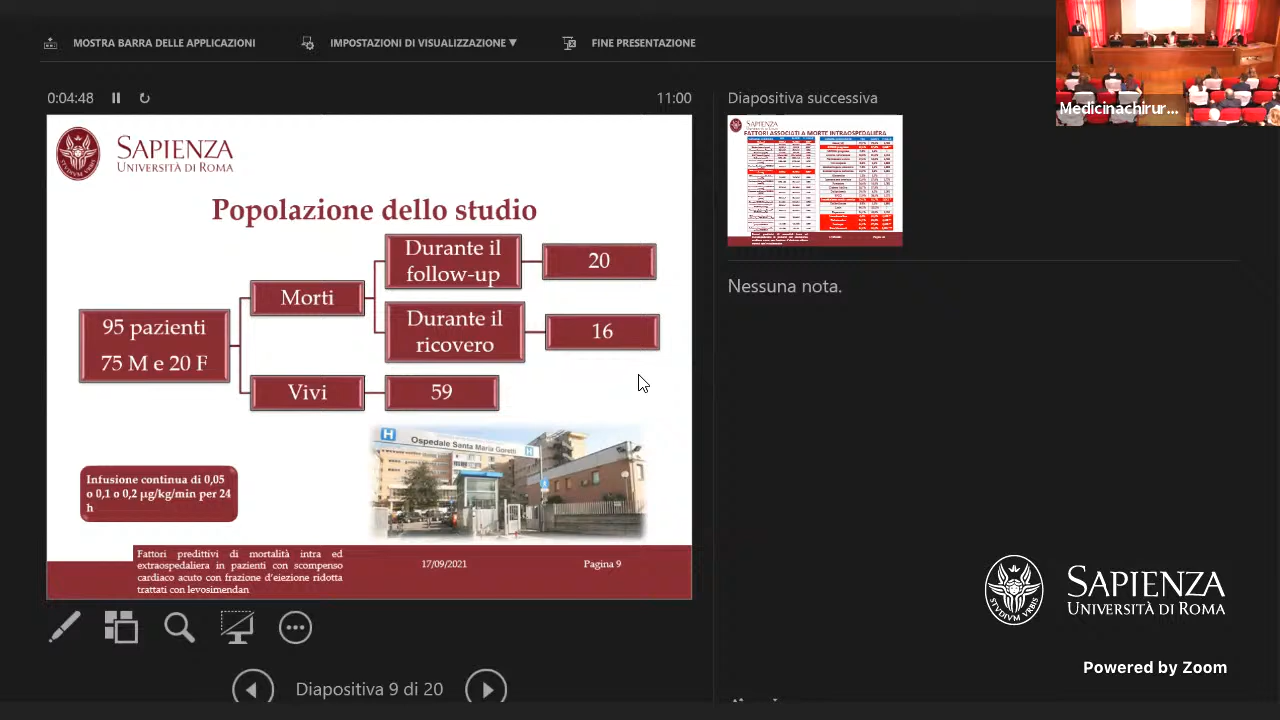 MOSTRA BARRA DELLE APPLICAZIONI
IMPOSTAZIONI DI VISUALIZZAZIONE ▼
FINE PRESENTAZIONE
0:04:48
11:00
SAPIENZA
UNIVERSITÀ DI ROMA
Popolazione dello studio
95 pazienti
75 M e 20 F
Morti
Durante il
follow-up
20
Durante il
ricovero
16
Vivi
59
Ospedale Santa Maria Goretti
H
H
Infusione continua di 0,05
o 0,1 o 0,2 µg/kg/min per 24
h
Fattori predittivi di mortalità intra ed
extraospedaliera in pazienti con scompenso
cardiaco acuto con frazione d'eiezione ridotta
trattati con levosimendan
17/09/2021
Pagina 9
Diapositiva 9 di 20
Diapositiva successiva
SAPIENZA
FATTORI ASSOCIATI A MORTE INTRAOSPEDALIERA
Nessuna nota.
Medicinachirur...
STUDIUM URBIS
SAPIENZA
UNIVERSITÀ DI ROMA
Powered by Zoom